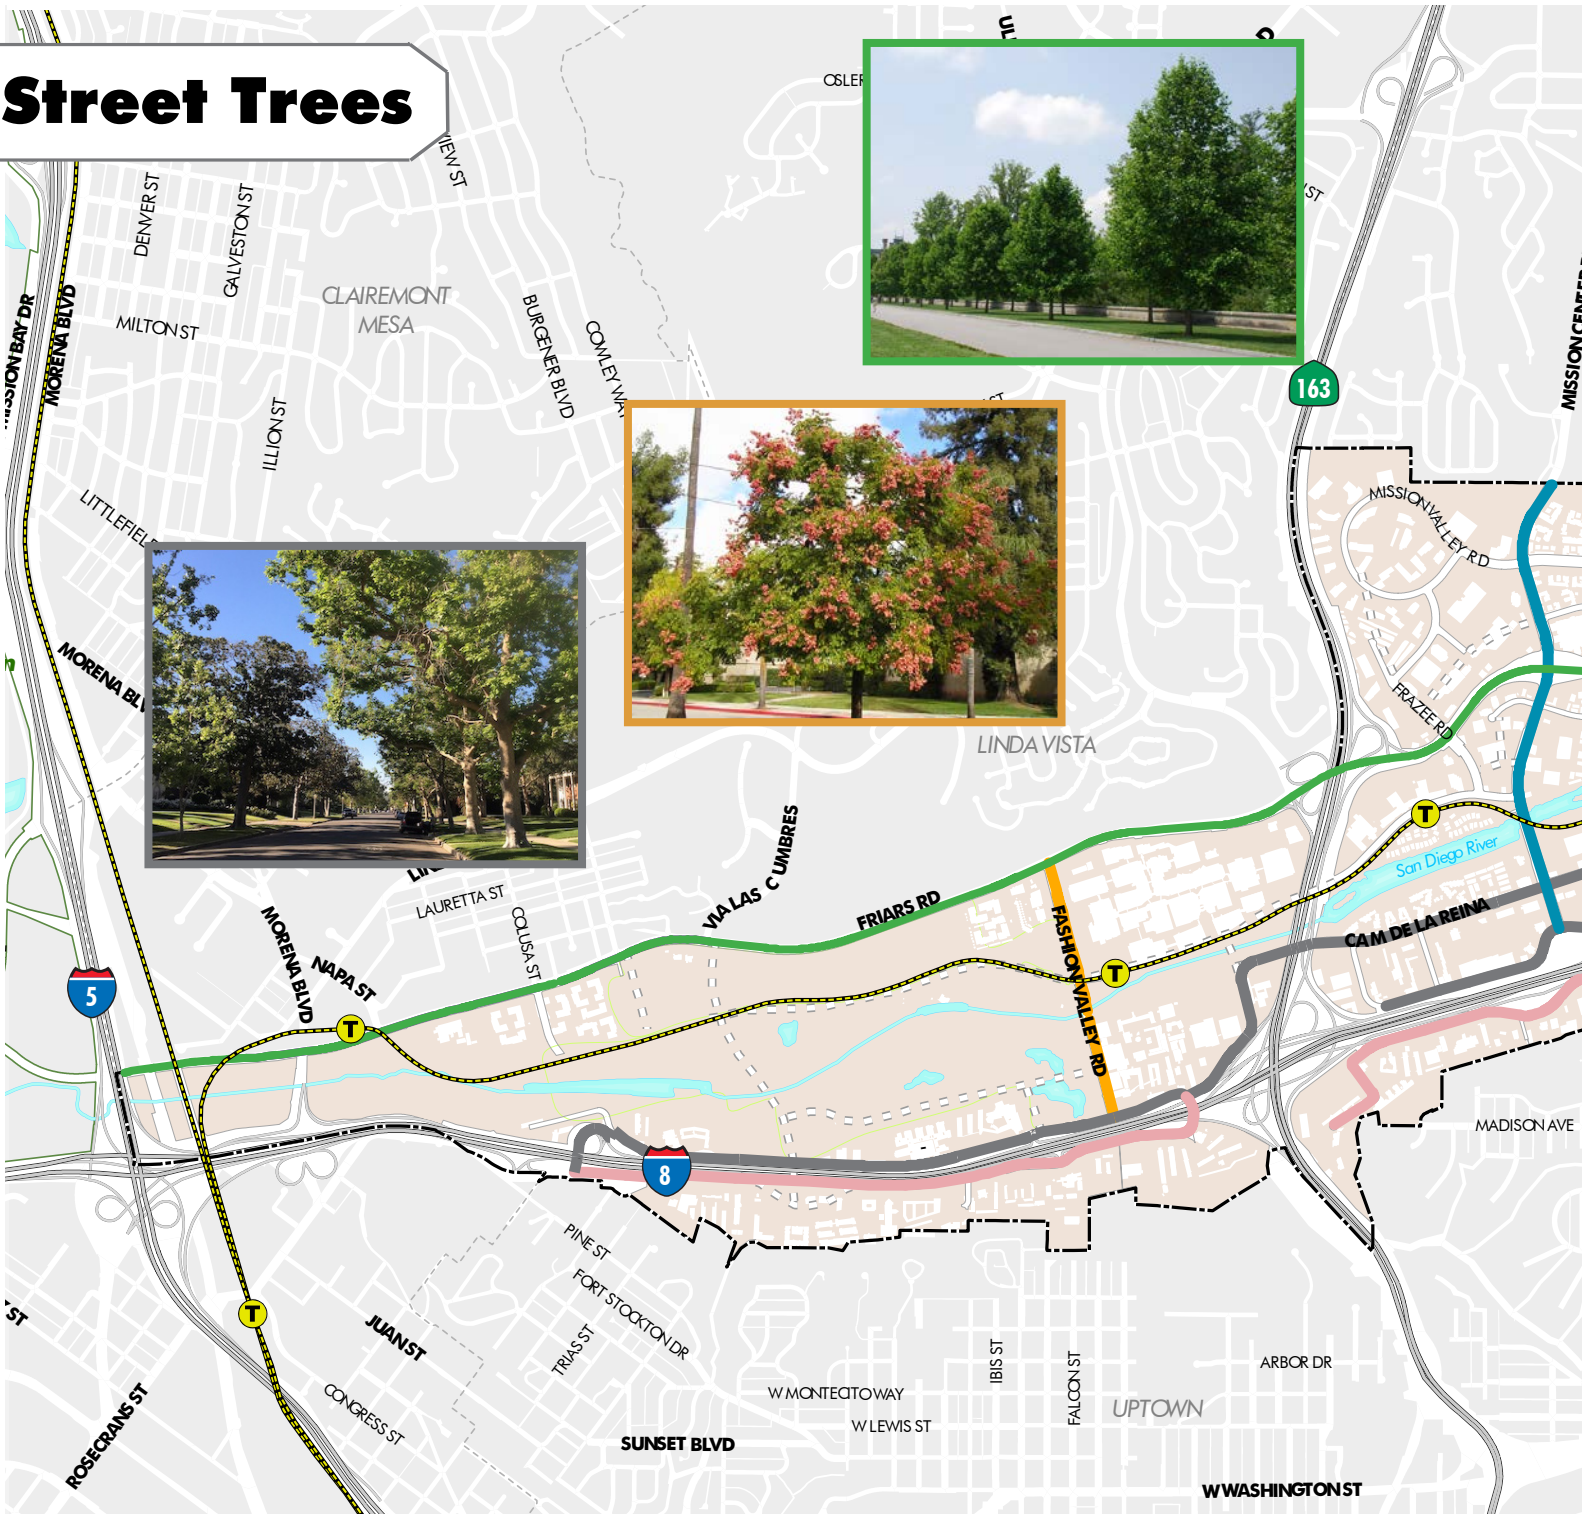 Street Trees
OSLER
DENVER ST
GALVESTON ST
MILTON ST
CLAIREMONT
MESA
MORENA BLVD
BURGENER BLVD
ILLION ST
163
MISSION VALLEY RD
FRAZEE RD
LINDA VISTA
VIA LAS CUMBRES
FRIARS RD
FASHION VALLEY RD
San Diego River
CAM DE LA REINA
LAURETTA ST
COLUSA ST
MORENA BLVD
NAPA ST
T
T
T
T
5
8
MADISON AVE
PINE ST
FORT STOCKTON DR
TRIAS ST
JUAN ST
CONGRESS ST
ROSECRANS ST
W MONTECITO WAY
W LEWIS ST
SUNSET BLVD
IBIS ST
FALCON ST
ARBOR DR
UPTOWN
W WASHINGTON ST